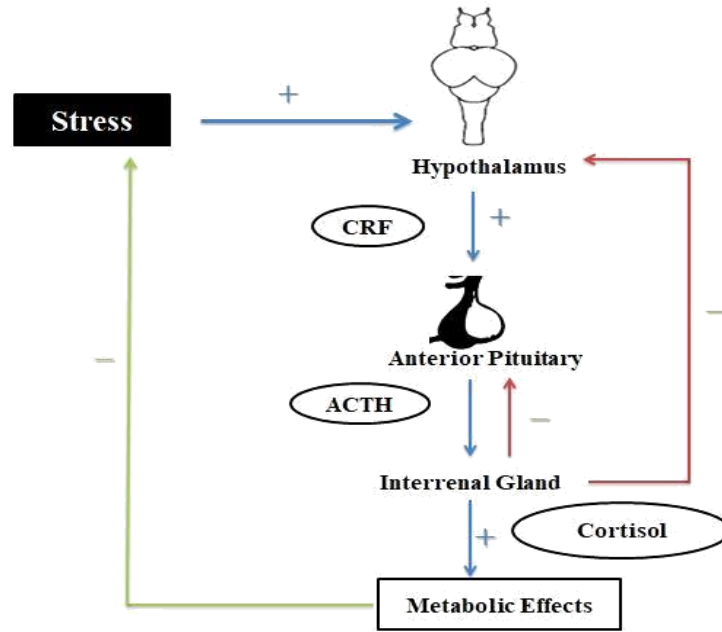 +
Stress
Hypothalamus
CRF
+
−
Anterior Pituitary
−
ACTH
−
Interrenal Gland
+
Cortisol
Metabolic Effects